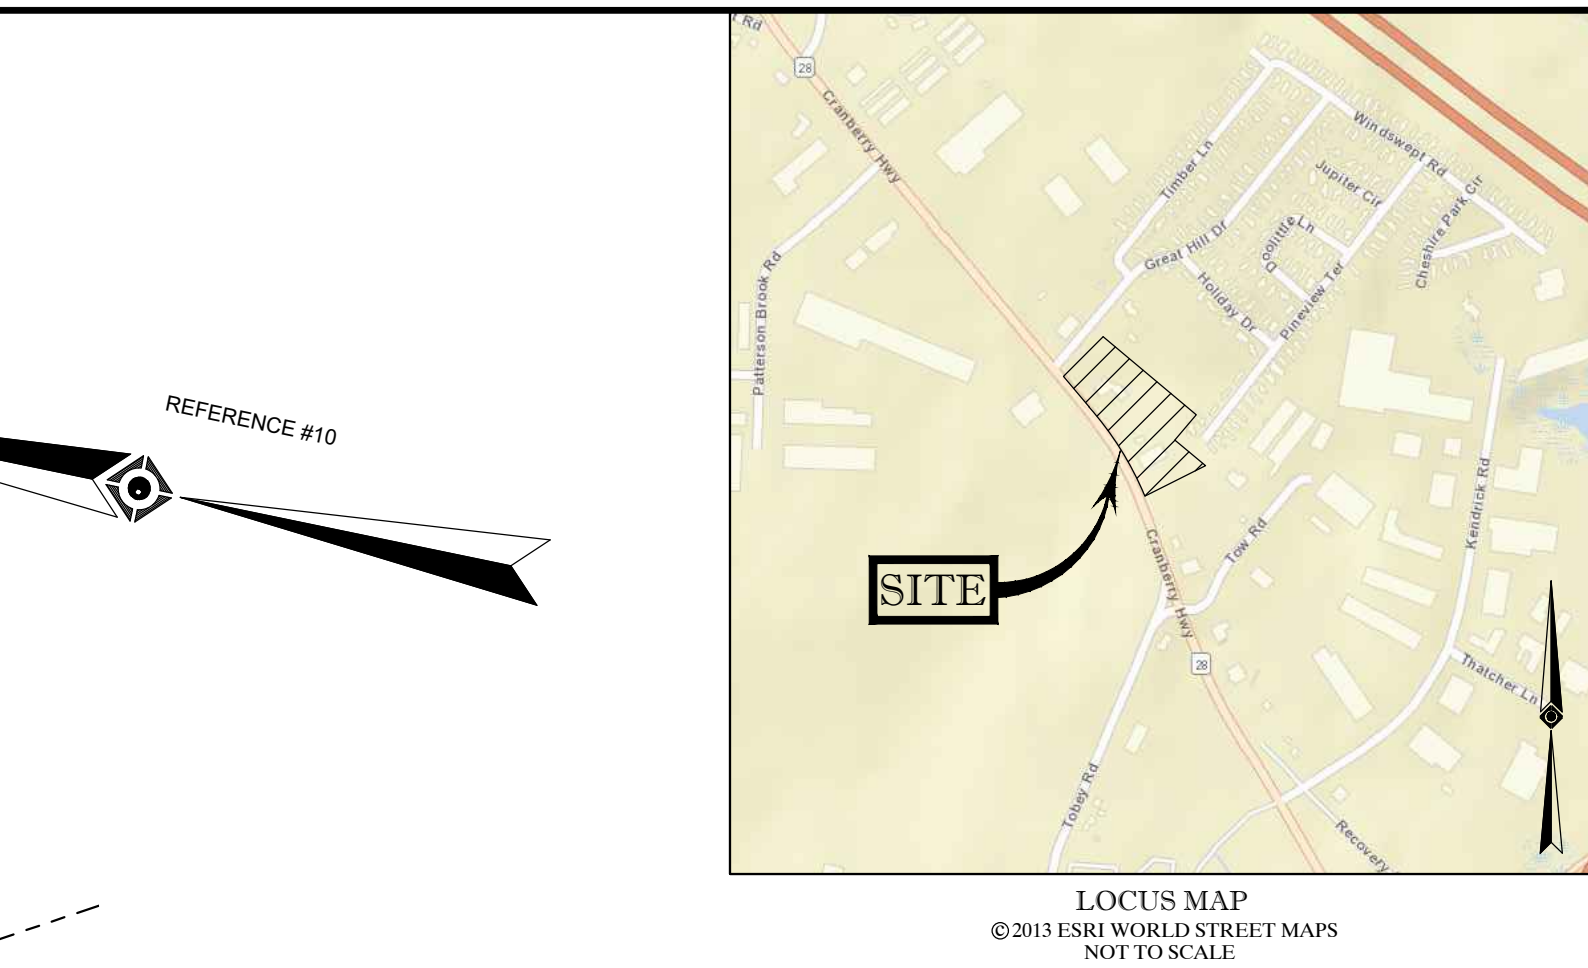 REFERENCE #10
t Rd
28
Cranberry Hwy
Timber Ln
Windswept Rd
Jupiter Cir
Cheshire Park Cir
Doolittle Ln
Great Hill Dr
Holiday Dr
Pineview Ter
Patterson Brook Rd
SITE
Cranberry Hwy
Tow Rd
Kendrick Rd
28
Thatcher Ln
Tobey Rd
Recovery
LOCUS MAP
©2013 ESRI WORLD STREET MAPS
NOT TO SCALE